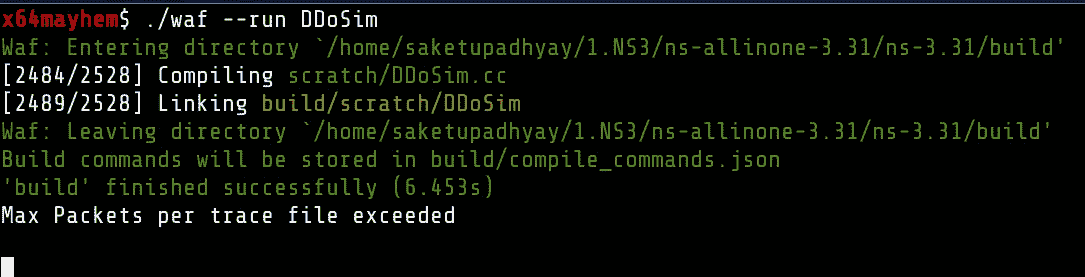 x64mayhem$ ./waf --run DDoSim
Waf: Entering directory `/home/saketupadhyay/1.NS3/ns-allinone-3.31/ns-3.31/build'
[2484/2528] Compiling scratch/DDoSim.cc
[2489/2528] Linking build/scratch/DDoSim
Waf: Leaving directory `/home/saketupadhyay/1.NS3/ns-allinone-3.31/ns-3.31/build'
Build commands will be stored in build/compile_commands.json
'build' finished successfully (6.453s)
Max Packets per trace file exceeded